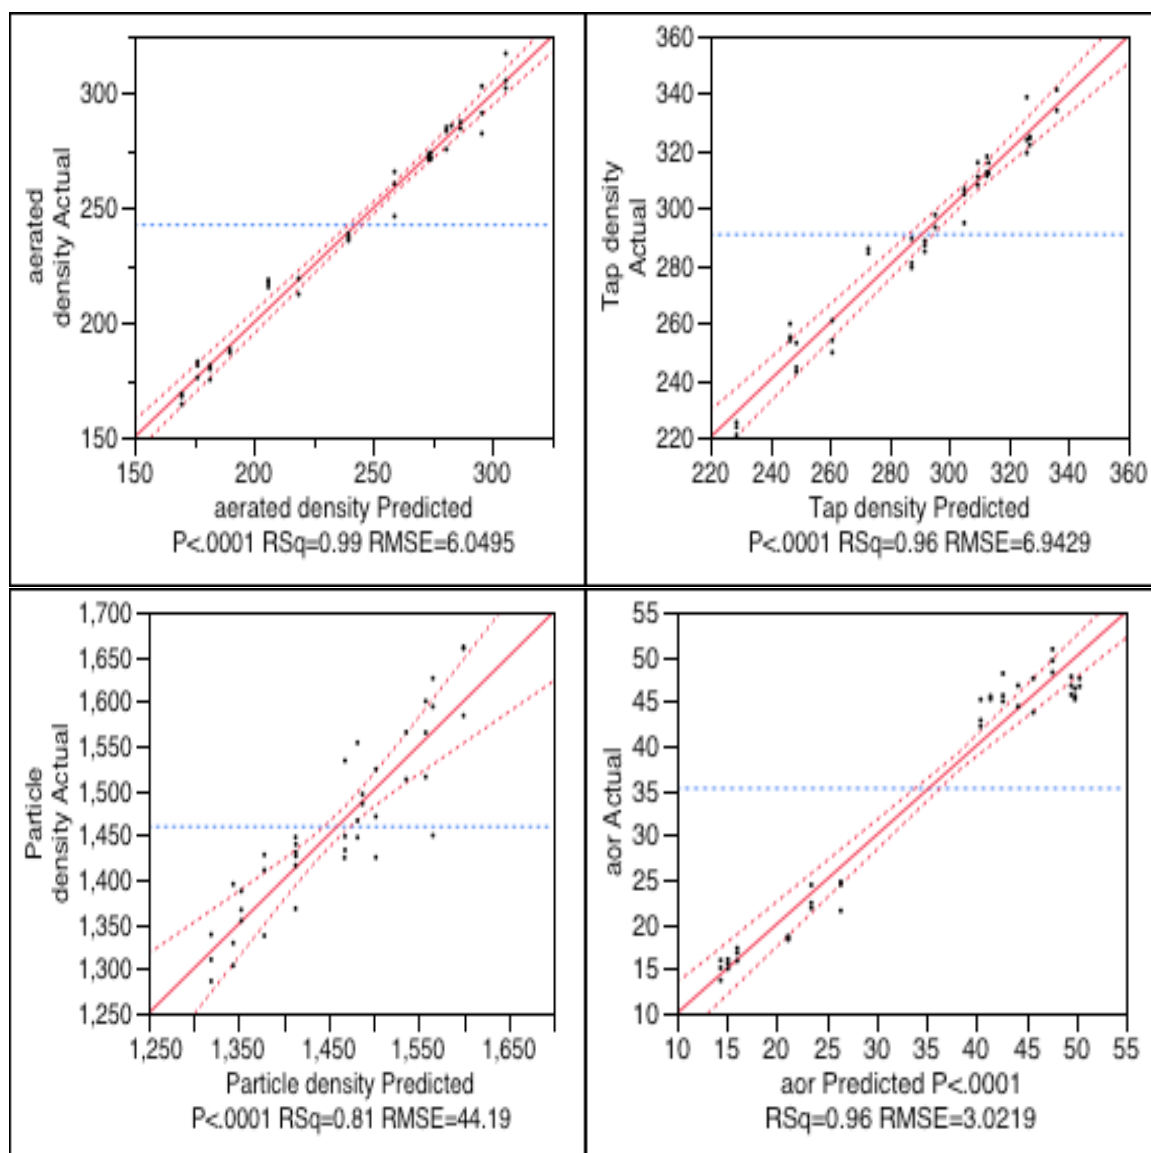 aerated
density Actual
300
250
200
150
150 200 250 300
aerated density Predicted
P<.0001 RSq=0.99 RMSE=6.0495
Tap density
Actual
360
340
320
300
280
260
240
220
220 240 260 280 300 320 340 360
Tap density Predicted
P<.0001 RSq=0.96 RMSE=6.9429
Particle
density Actual
1,700
1,650
1,600
1,550
1,500
1,450
1,400
1,350
1,300
1,250
1,250 1,350 1,450 1,550 1,650
Particle density Predicted
P<.0001 RSq=0.81 RMSE=44.19
aor Actual
55
50
45
40
35
30
25
20
15
10
10 15 20 25 30 35 40 45 50 55
aor Predicted P<.0001
RSq=0.96 RMSE=3.0219